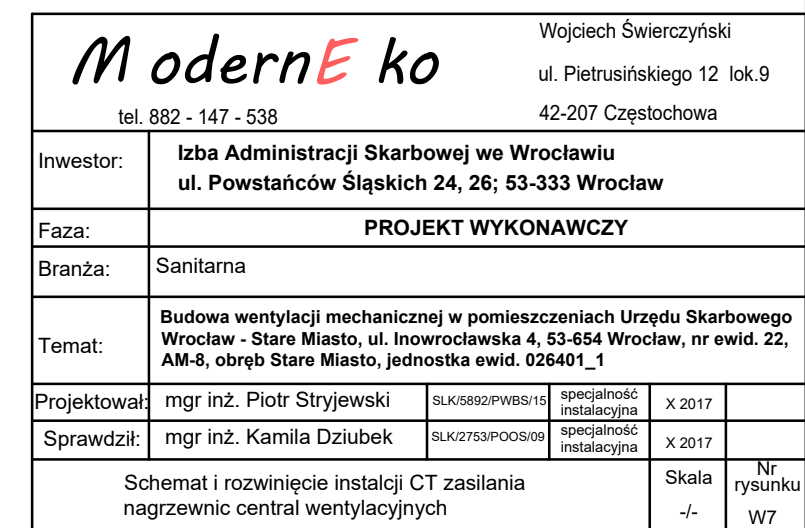 M odernE ko
tel. 882 - 147 - 538
Wojciech Świerczyński
ul. Pietrusińskiego 12 lok.9
42-207 Częstochowa
Inwestor:
Izba Administracji Skarbowej we Wrocławiu
ul. Powstańców Śląskich 24, 26; 53-333 Wrocław
Faza:
PROJEKT WYKONAWCZY
Branża:
Sanitarna
Temat:
Budowa wentylacji mechanicznej w pomieszczeniach Urzędu Skarbowego
Wrocław - Stare Miasto, ul. Inowrocławska 4, 53-654 Wrocław, nr ewid. 22,
AM-8, obręb Stare Miasto, jednostka ewid. 026401_1
Projektował: mgr inż. Piotr Stryjewski SLK/5892/PWBS/15 specjalność
instalacyjna X 2017
Sprawdził: mgr inż. Kamila Dziubek SLK/2753/POOS/09 specjalność
instalacyjna X 2017
Schemat i rozwinięcie instalcji CT zasilania
nagrzewnic central wentylacyjnych
Skala
-/-
Nr
rysunku
W7